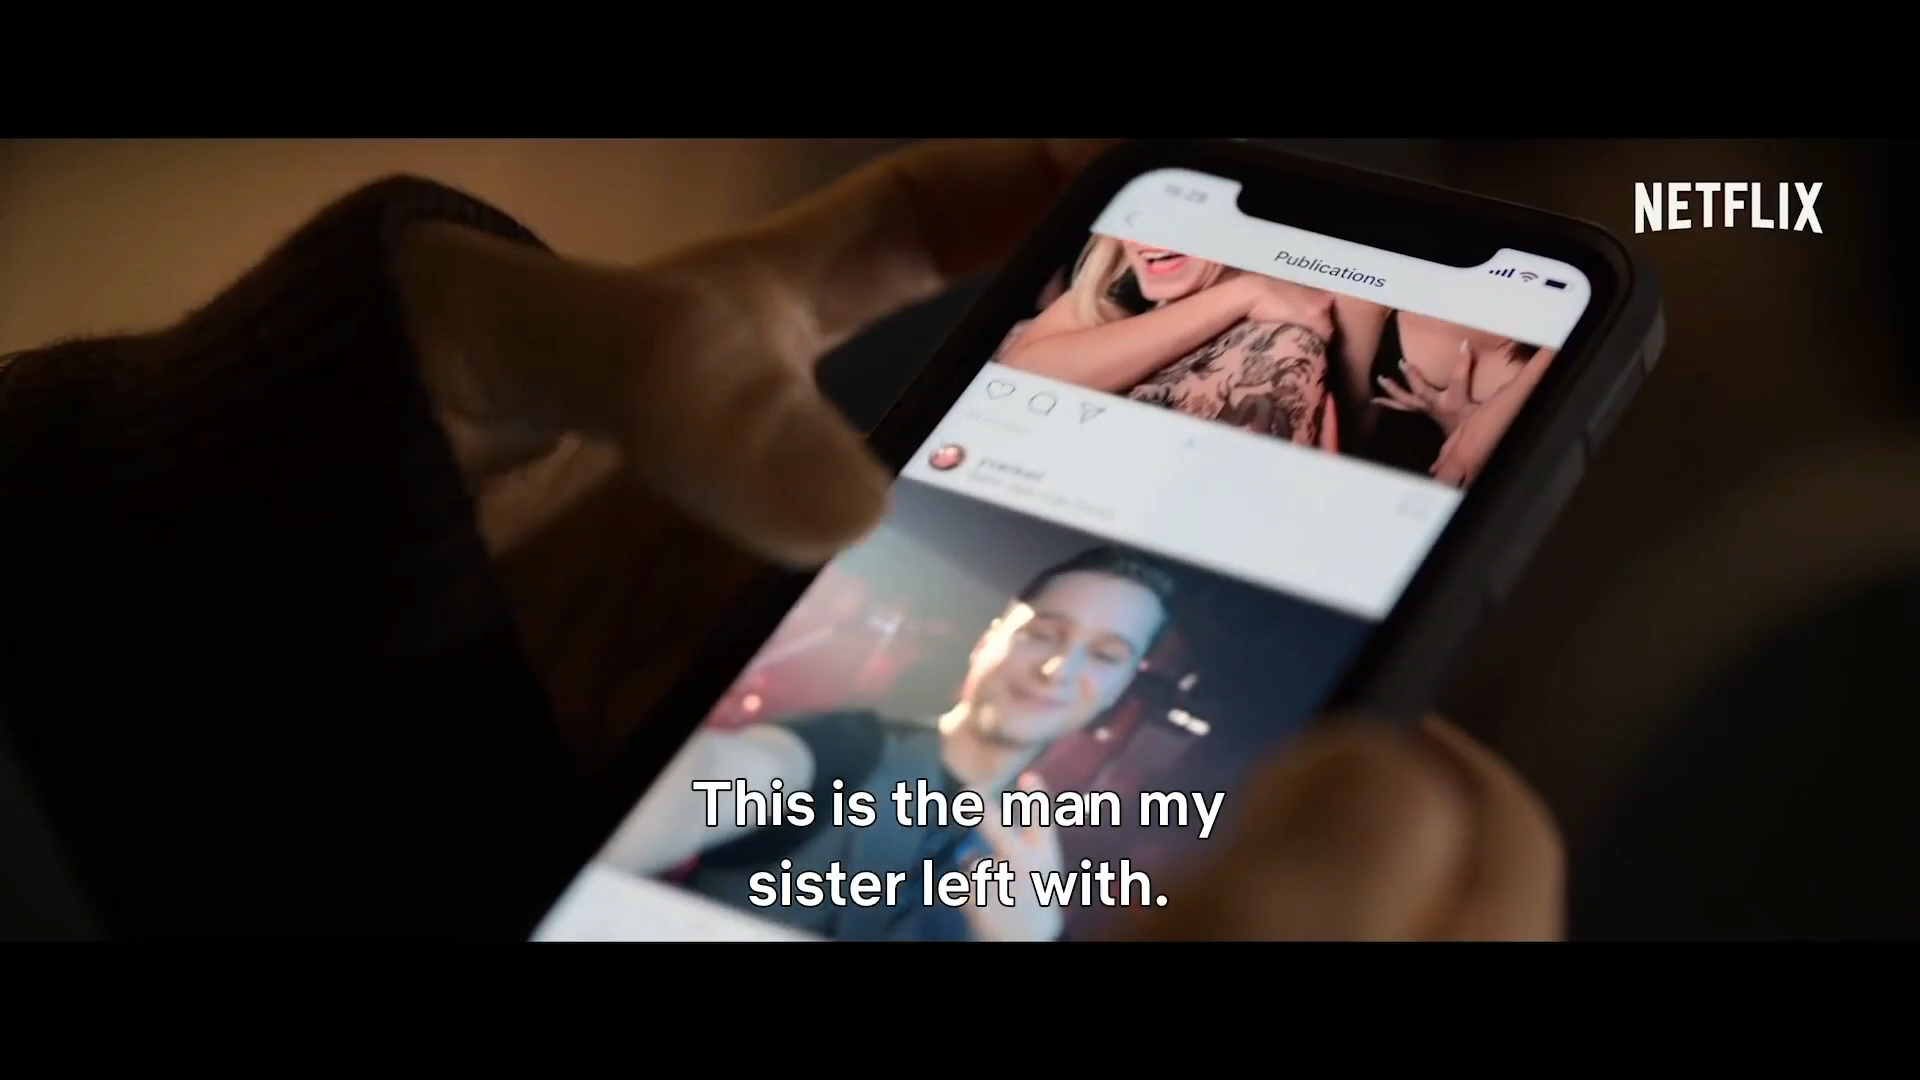 NETFLIX
Publications
This is the man my
sister left with.